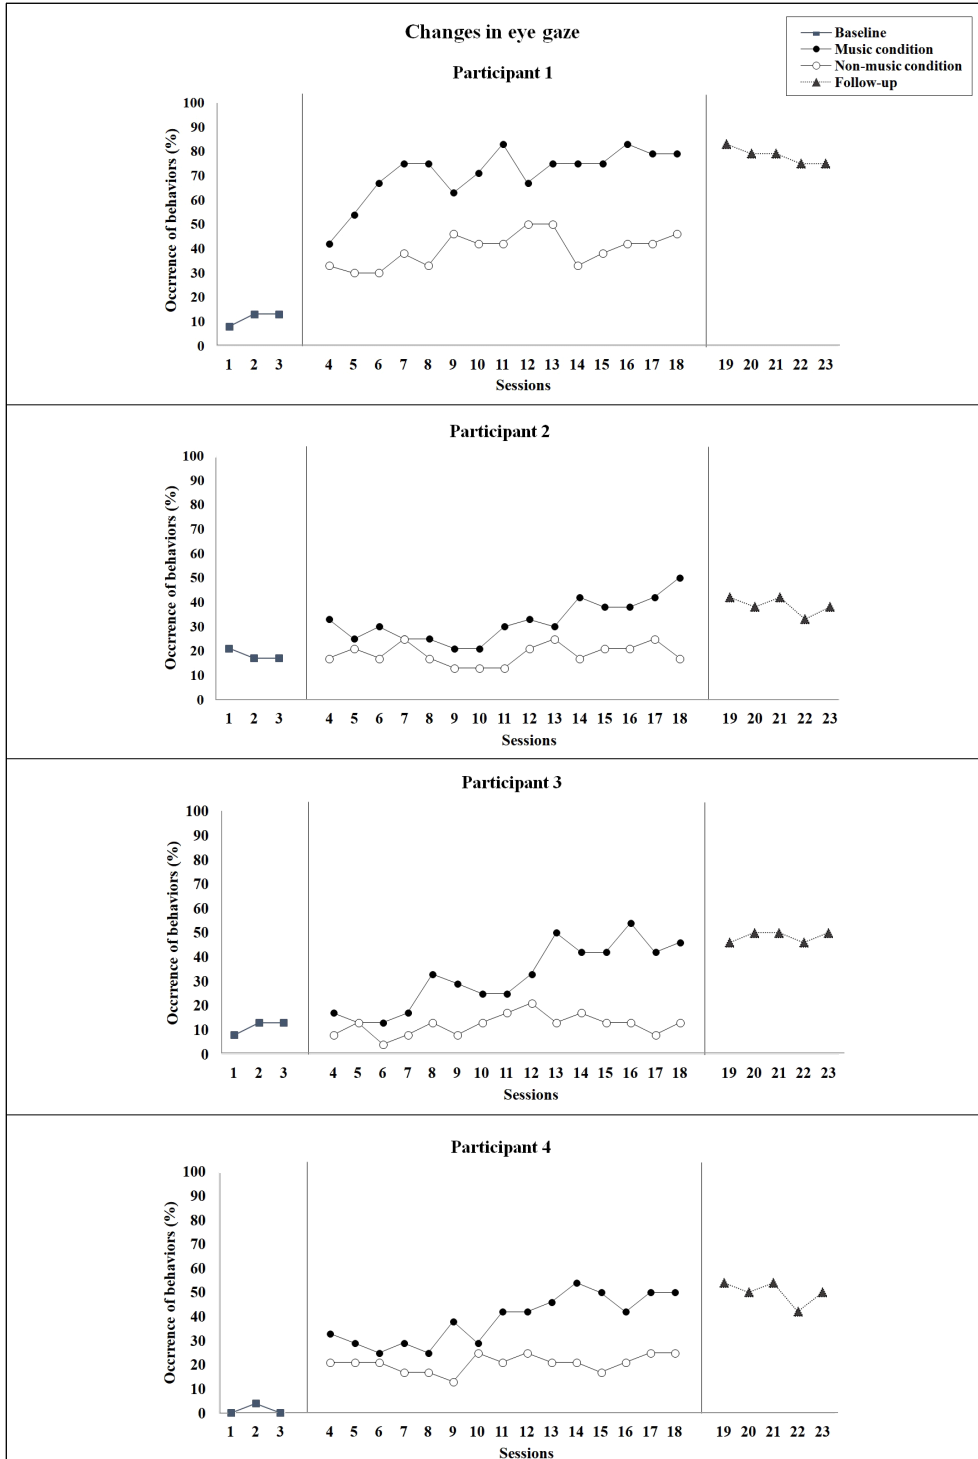 Changes in eye gaze
Baseline
Music condition
Non-music condition
Follow-up
Participant 1
Occrrence of behaviors (%)
100
90
80
70
60
50
40
30
20
10
0
1 2 3 4 5 6 7 8 9 10 11 12 13 14 15 16 17 18 19 20 21 22 23
Sessions
Participant 2
Occrrence of behaviors (%)
100
90
80
70
60
50
40
30
20
10
0
1 2 3 4 5 6 7 8 9 10 11 12 13 14 15 16 17 18 19 20 21 22 23
Sessions
Participant 3
Occrrence of behaviors (%)
100
90
80
70
60
50
40
30
20
10
0
1 2 3 4 5 6 7 8 9 10 11 12 13 14 15 16 17 18 19 20 21 22 23
Sessions
Participant 4
Occrrence of behaviors (%)
100
90
80
70
60
50
40
30
20
10
0
1 2 3 4 5 6 7 8 9 10 11 12 13 14 15 16 17 18 19 20 21 22 23
Sessions